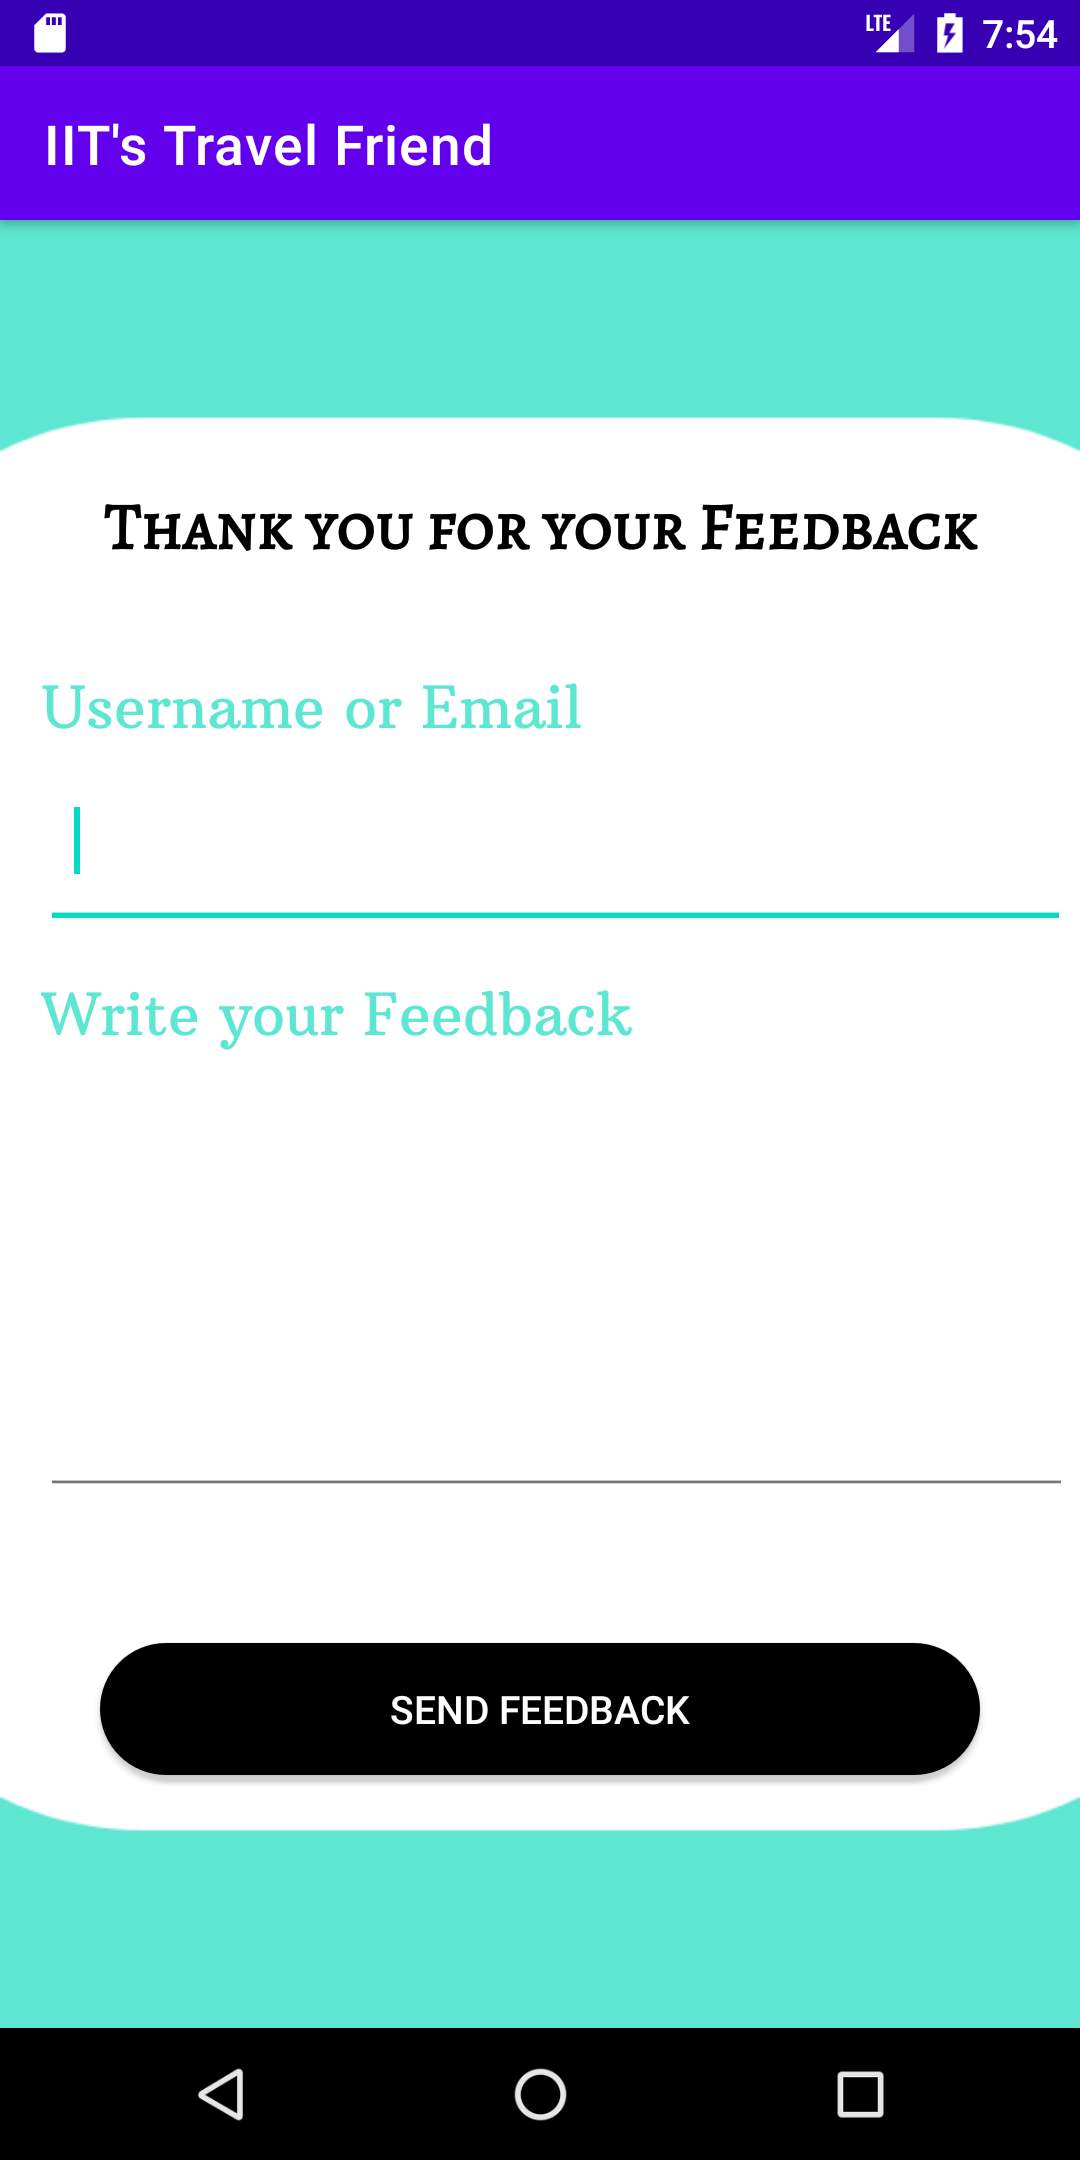 LTE 7:54
IIT's Travel Friend
Thank you for your Feedback
Username or Email
Write your Feedback
SEND FEEDBACK